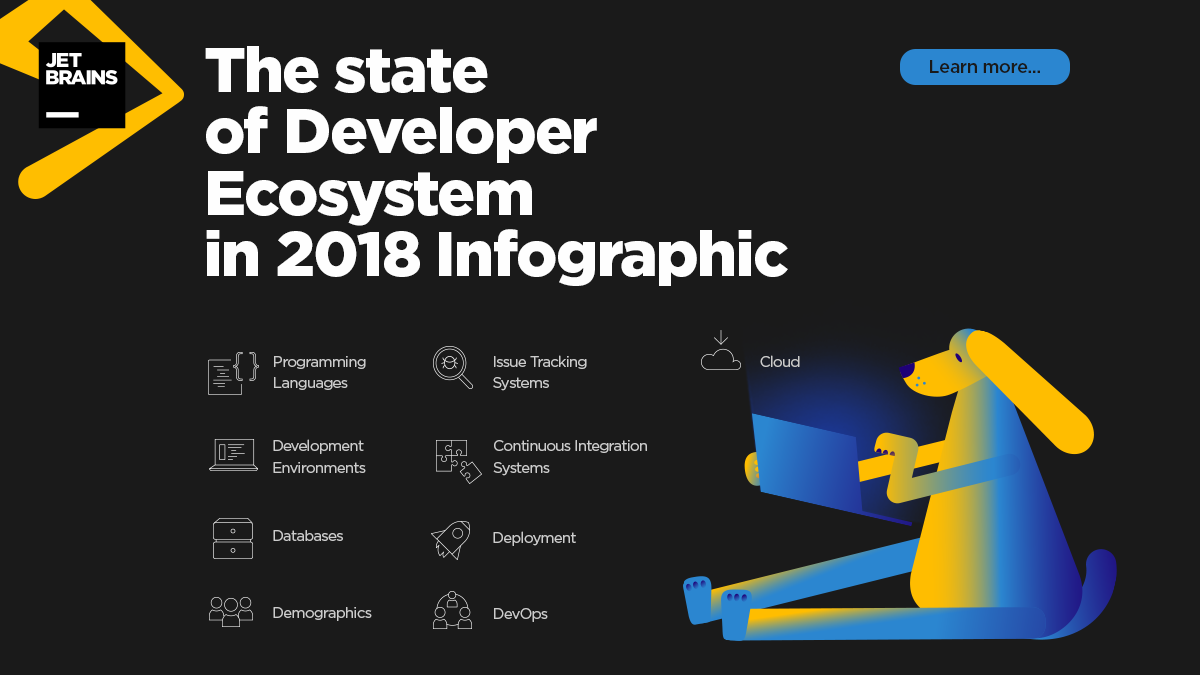 JET
BRAINS
The state
of Developer
Ecosystem
in 2018 Infographic
Learn more...
Programming
Languages
Issue Tracking
Systems
Cloud
Development
Environments
Continuous Integration
Systems
Databases
Deployment
Demographics
DevOps